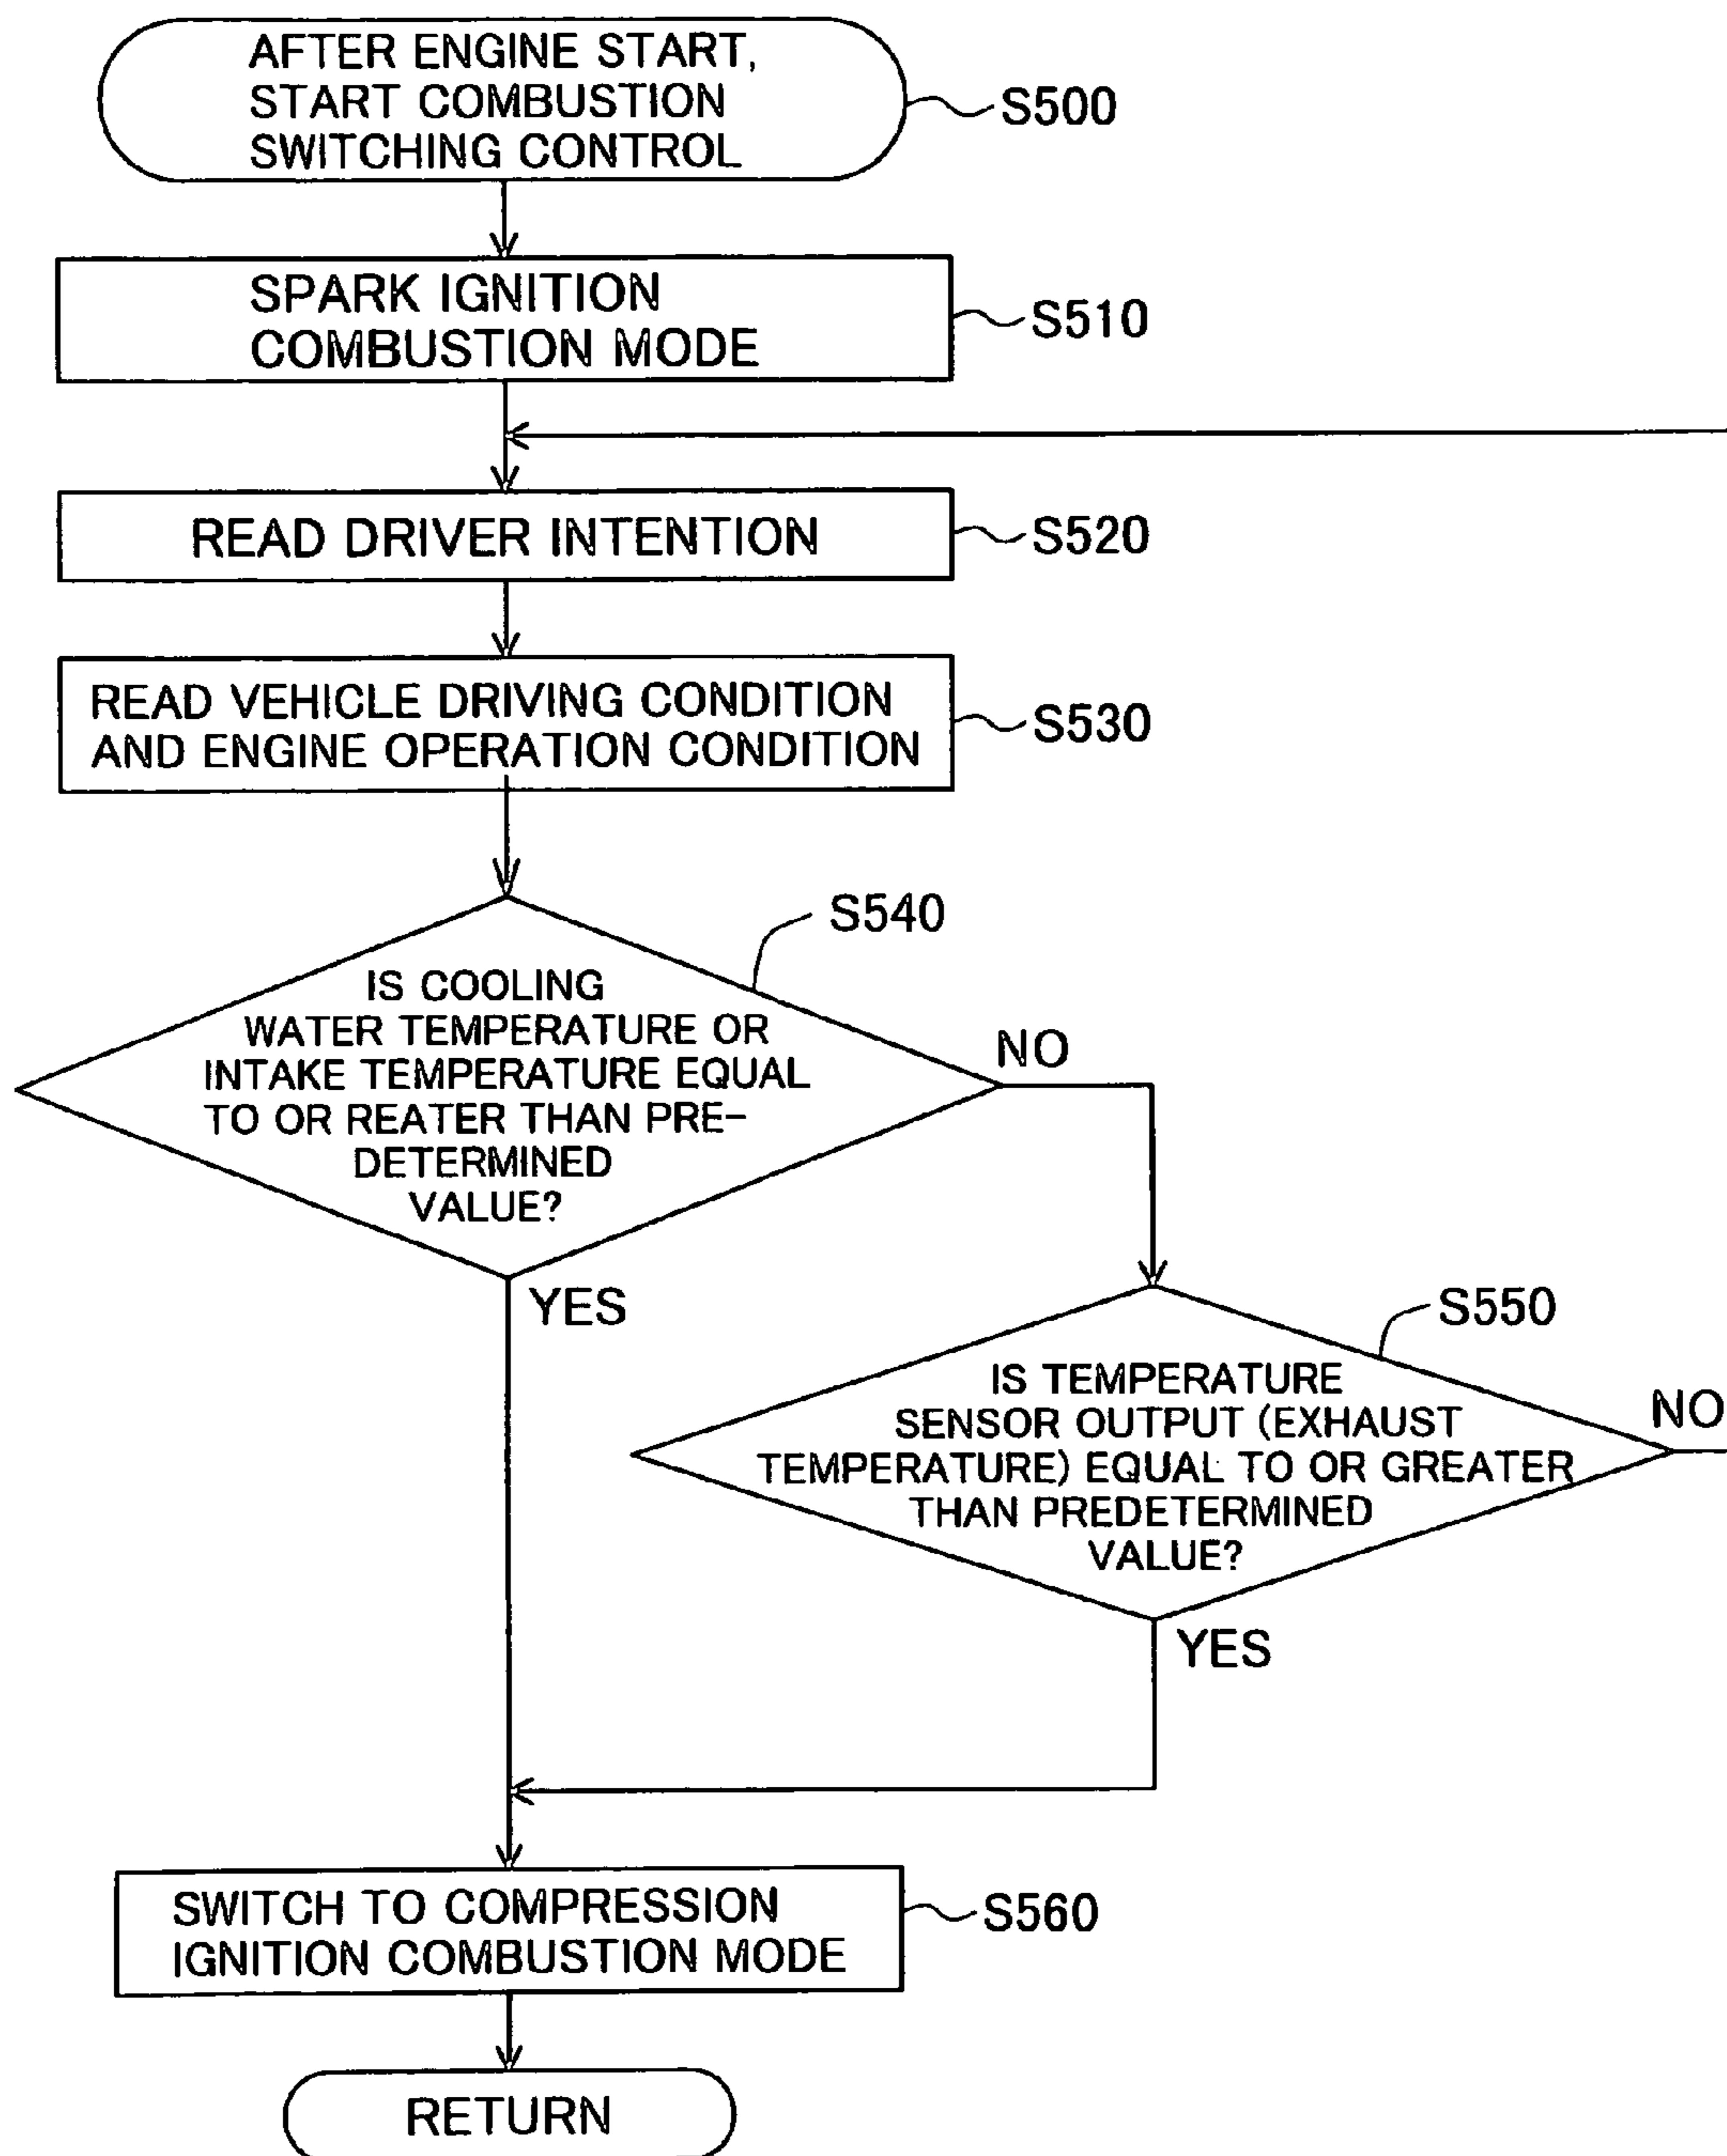 AFTER ENGINE START,
START COMBUSTION
SWITCHING CONTROL
S500
SPARK IGNITION
COMBUSTION MODE
S510
READ DRIVER INTENTION
S520
READ VEHICLE DRIVING CONDITION
AND ENGINE OPERATION CONDITION
S530
S540
IS COOLING
WATER TEMPERATURE OR
INTAKE TEMPERATURE EQUAL
TO OR REATER THAN PRE-
DETERMINED
VALUE?
NO
YES
S550
IS TEMPERATURE
SENSOR OUTPUT (EXHAUST
TEMPERATURE) EQUAL TO OR GREATER
THAN PREDETERMINED
VALUE?
NO
YES
SWITCH TO COMPRESSION
IGNITION COMBUSTION MODE
S560
RETURN